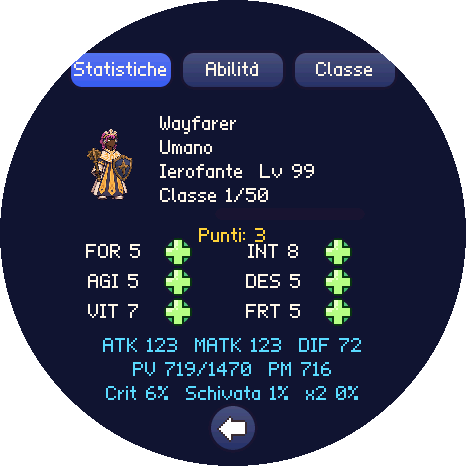 Statistiche Abilità Classe
Wayfarer
Umano
Ierofante Lv 99
Classe 1/50
Punti: 3
FOR 5 INT 8
AGI 5 DES 5
VIT 7 FRT 5
ATK 123 MATK 123 DIF 72
PV 719/1470 PM 716
Crit 6% Schivata 1% x2 0%